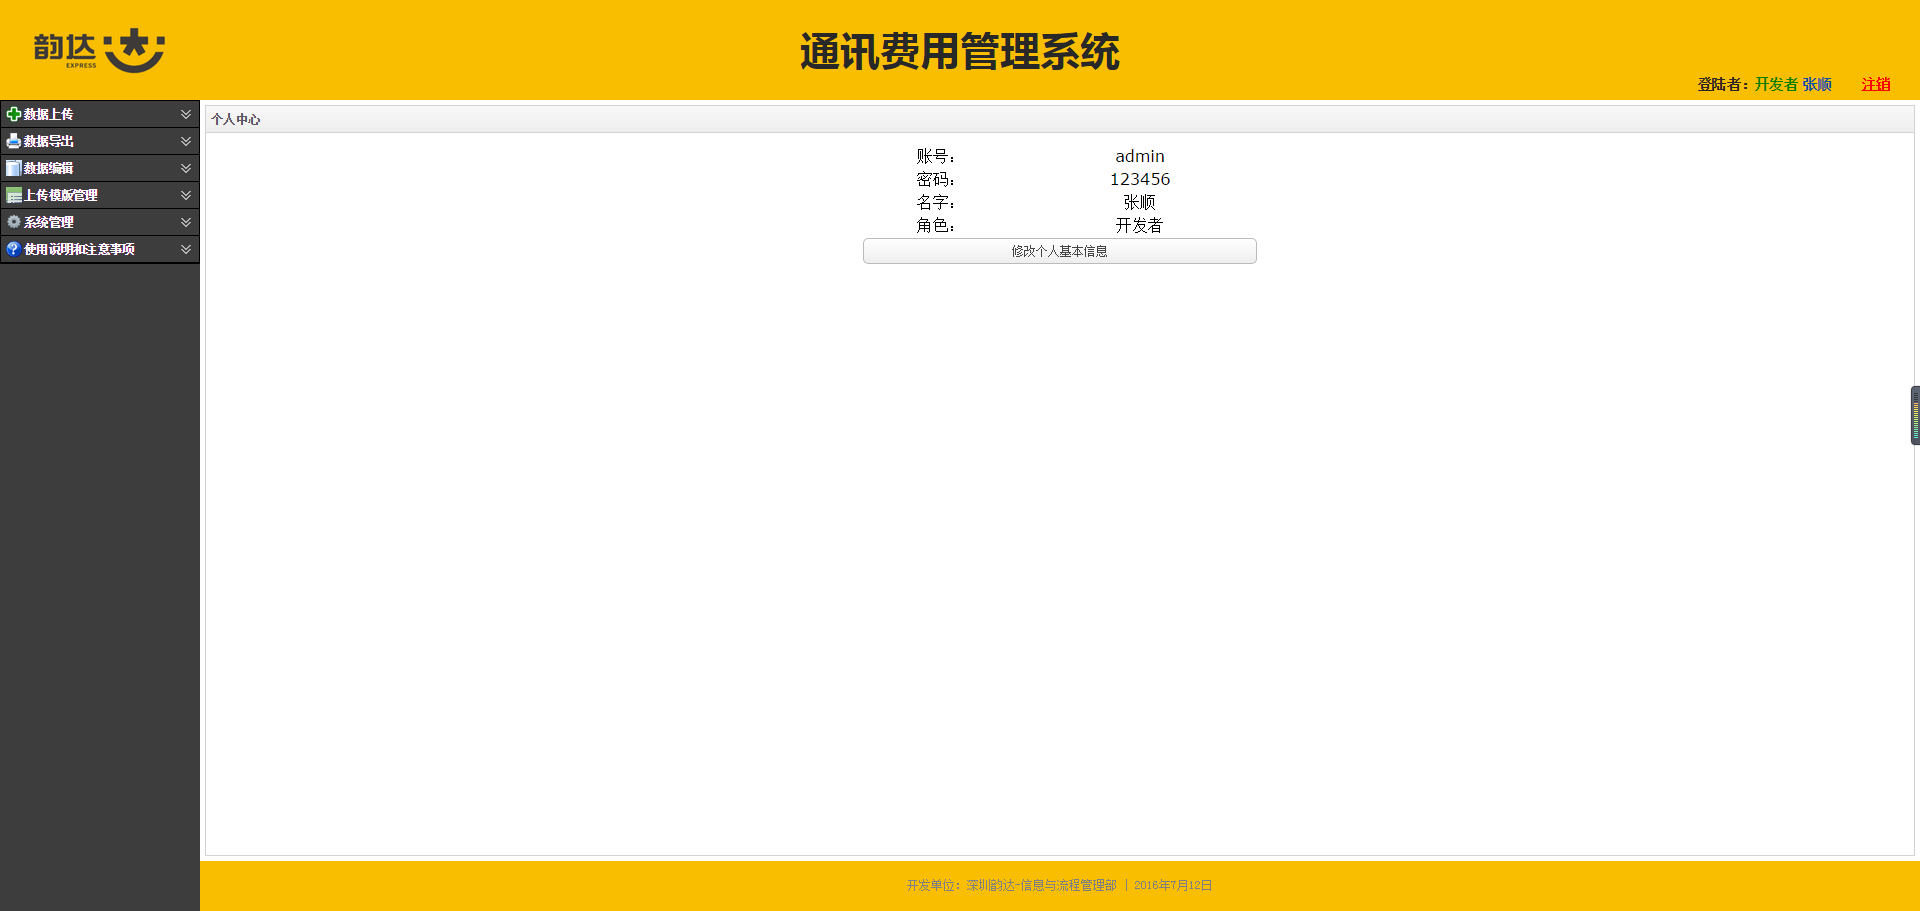 韵达
EXPRESS
通讯费用管理系统
登陆者：开发者 张顺 注销
数据上传
数据导出
数据编辑
上传模版管理
系统管理
使用说明和注意事项
个人中心
账号： admin
密码： 123456
名字： 张顺
角色： 开发者
修改个人基本信息
开发单位：深圳韵达-信息与流程管理部 | 2016年7月12日